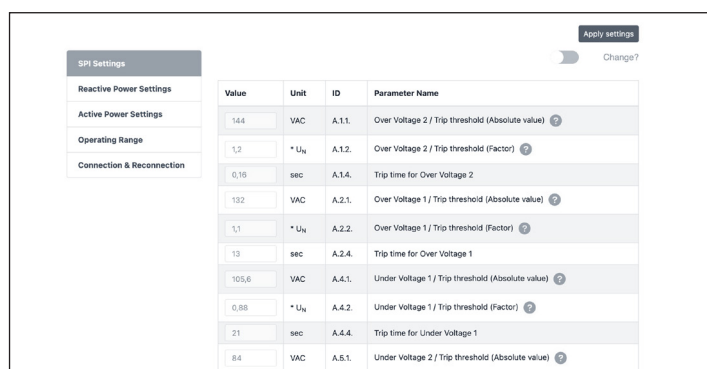 Apply settings
Change?
SPI Settings
Reactive Power Settings
Active Power Settings
Operating Range
Connection & Reconnection
Value Unit ID Parameter Name
144 VAC A.1.1. Over Voltage 2 / Trip threshold (Absolute value) ?
1,2 * UN A.1.2. Over Voltage 2 / Trip threshold (Factor) ?
0,16 sec A.1.4. Trip time for Over Voltage 2
132 VAC A.2.1. Over Voltage 1 / Trip threshold (Absolute value) ?
1,1 * UN A.2.2. Over Voltage 1 / Trip threshold (Factor) ?
13 sec A.2.4. Trip time for Over Voltage 1
105,6 VAC A.4.1. Under Voltage 1 / Trip threshold (Absolute value) ?
0,88 * UN A.4.2. Under Voltage 1 / Trip threshold (Factor) ?
21 sec A.4.4. Trip time for Under Voltage 1
84 VAC A.5.1. Under Voltage 2 / Trip threshold (Absolute value) ?